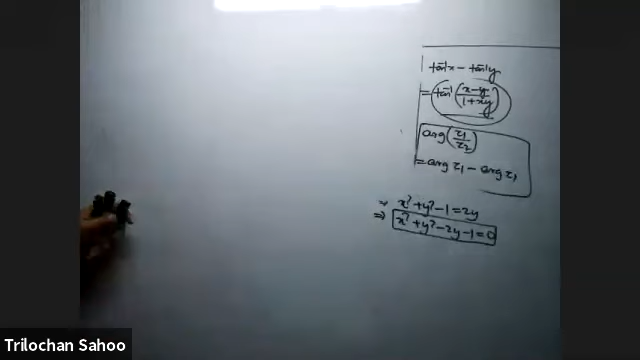 tan⁻¹x - tan⁻¹y
= tan⁻¹(x-y/1+xy)
arg(z₁/z₂)
= arg z₁ - arg z₁
⇒ x²+y²-1=2y
⇒ x²+y²-2y-1=0
Trilochan Sahoo